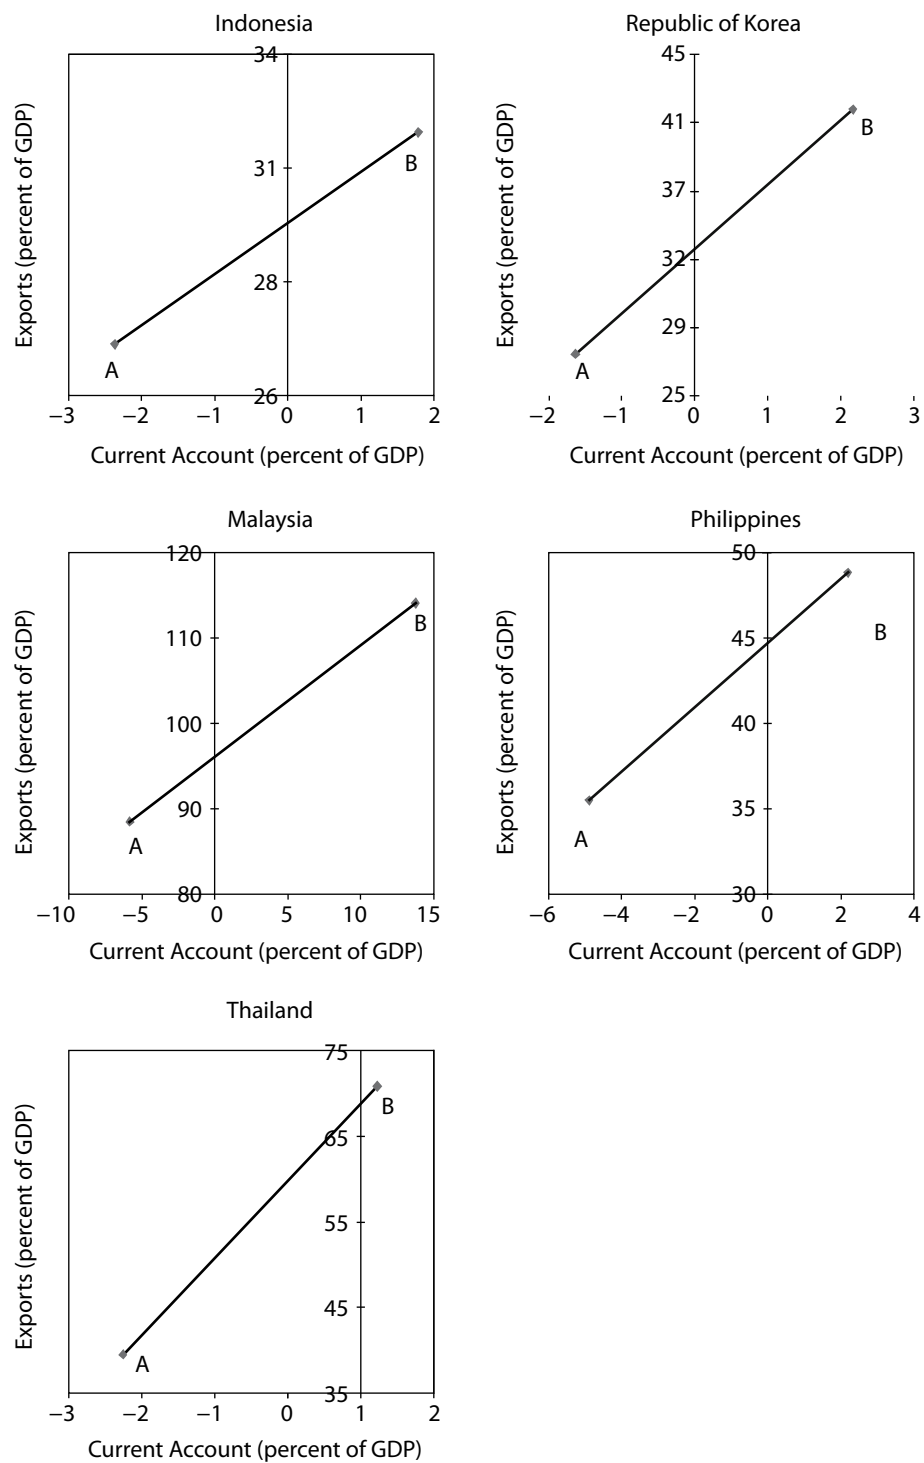 Indonesia
Exports (percent of GDP)
34
31
28
26
A
B
−3 −2 −1 0 1 2
Current Account (percent of GDP)
Republic of Korea
Exports (percent of GDP)
45
41
37
32
29
25
A
B
−2 −1 0 1 2 3
Current Account (percent of GDP)
Malaysia
Exports (percent of GDP)
120
110
100
90
80
A
B
−10 −5 0 5 10 15
Current Account (percent of GDP)
Philippines
Exports (percent of GDP)
50
45
40
35
30
A
B
−6 −4 −2 0 2 4
Current Account (percent of GDP)
Thailand
Exports (percent of GDP)
75
65
55
45
35
A
B
−3 −2 −1 0 1 2
Current Account (percent of GDP)